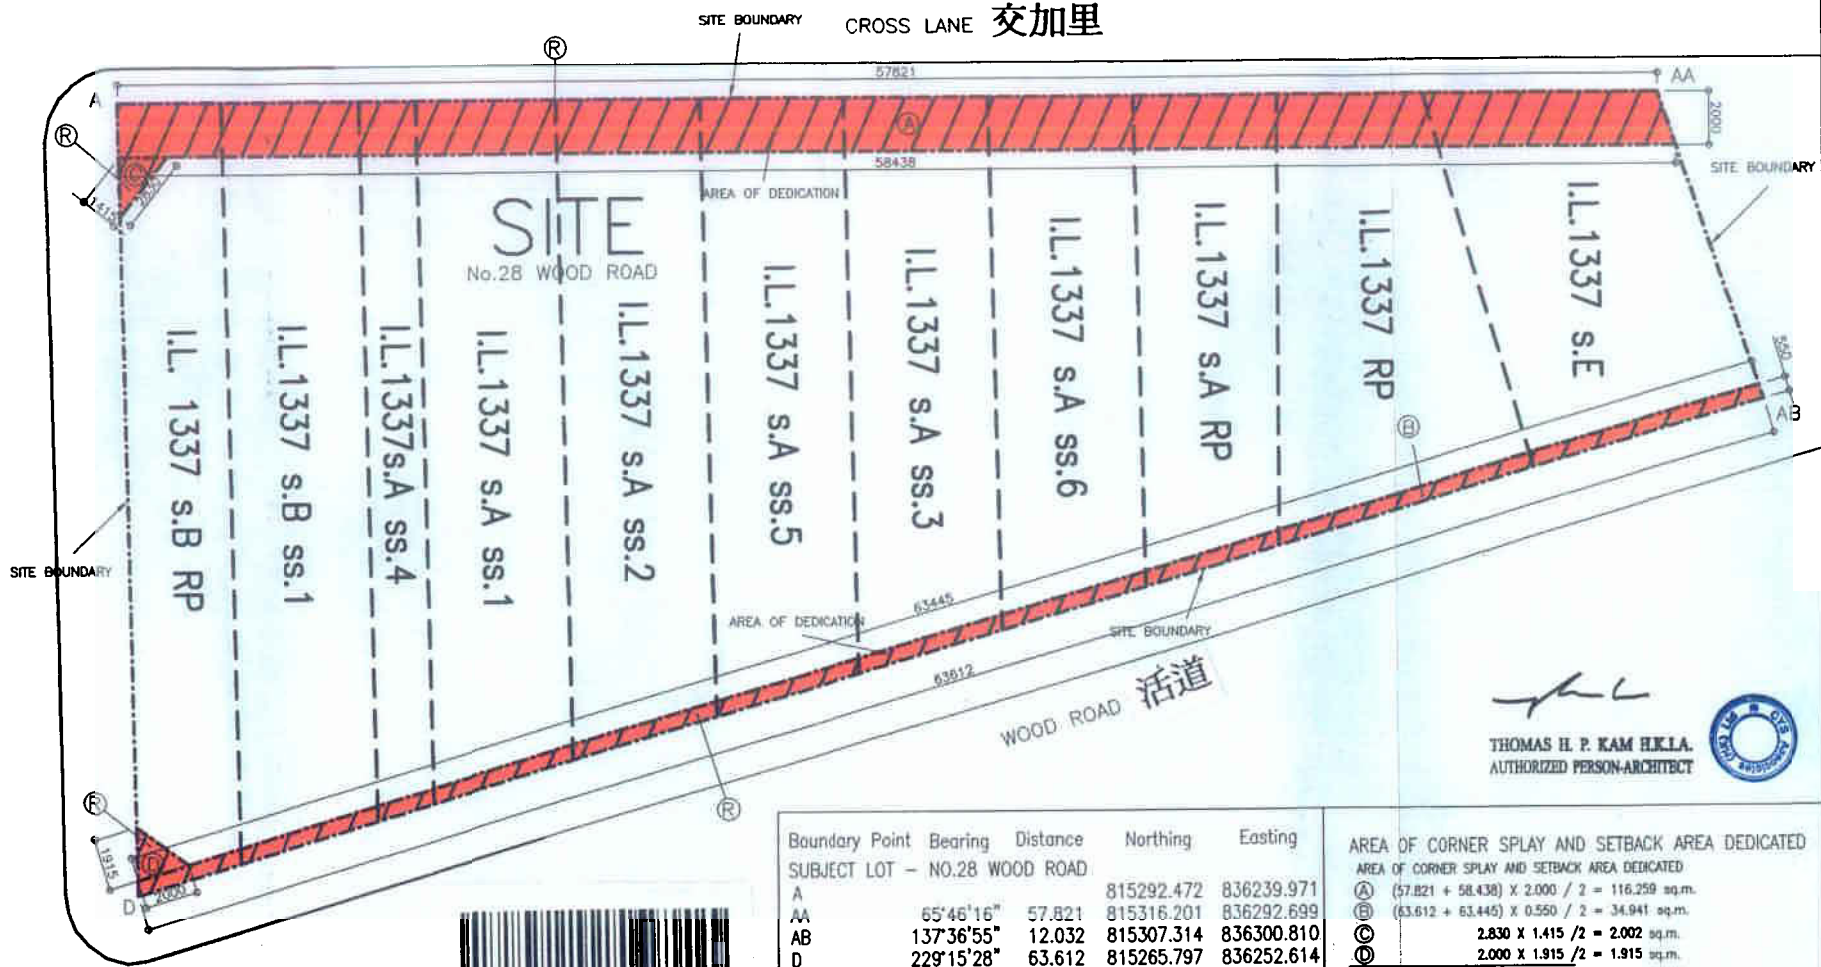 SITE BOUNDARY
CROSS LANE 交加里
R
57821
A
AA
2000
R
A
C
58438
SITE BOUNDARY
1415
AREA OF DEDICATION
SITE
No.28 WOOD ROAD
I.L. 1337 s.B RP
I.L.1337 s.B ss.1
I.L.1337s.A ss.4
I.L.1337 s.A ss.1
I.L.1337 s.A ss.2
I.L.1337 s.A ss.5
I.L.1337 s.A ss.3
I.L.1337 s.A ss.6
I.L.1337 s.A RP
I.L.1337 RP
I.L.1337 s.E
550
AB
B
SITE BOUNDARY
63445
AREA OF DEDICATION
SITE BOUNDARY
63612
WOOD ROAD 活道
R
R
1915
D
2000
D
THOMAS H. P. KAM H.K.I.A.
AUTHORIZED PERSON-ARCHITECT
Boundary Point Bearing Distance Northing Easting
SUBJECT LOT – NO.28 WOOD ROAD
A 815292.472 836239.971
AA 65°46'16" 57.821 815316.201 836292.699
AB 137°36'55" 12.032 815307.314 836300.810
D 229°15'28" 63.612 815265.797 836252.614
AREA OF CORNER SPLAY AND SETBACK AREA DEDICATED
AREA OF CORNER SPLAY AND SETBACK AREA DEDICATED
A (57.821 + 58.438) X 2.000 / 2 = 116.259 sq.m.
B (63.612 + 63.445) X 0.550 / 2 = 34.941 sq.m.
C 2.830 X 1.415 /2 = 2.002 sq.m.
D 2.000 X 1.915 /2 = 1.915 sq.m.